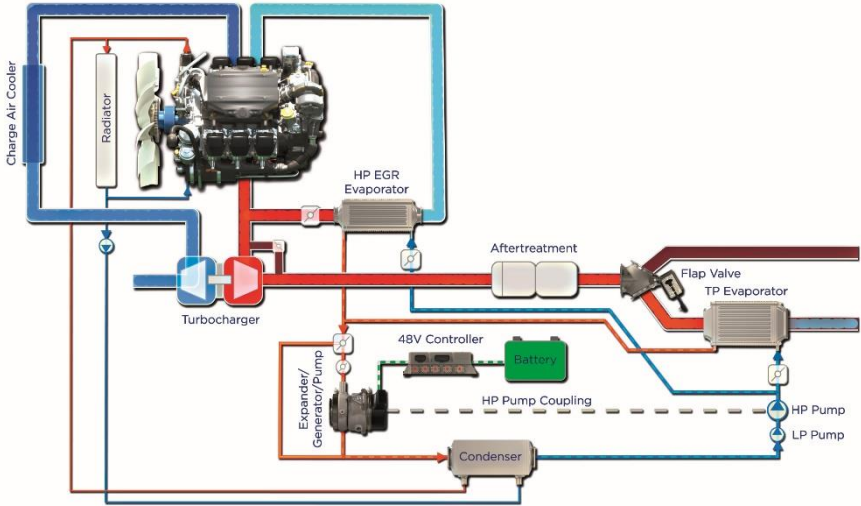 Charge Air Cooler
Radiator
HP EGR
Evaporator
Aftertreatment
Flap Valve
TP Evaporator
Turbocharger
48V Controller
Battery
Expander/
Generator/Pump
HP Pump Coupling
HP Pump
LP Pump
Condenser